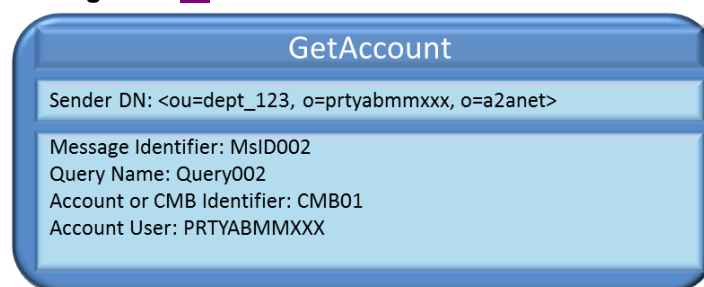 GetAccount
Sender DN: <ou=dept_123, o=prtyabmmxxx, o=a2anet>
Message Identifier: MsID002
Query Name: Query002
Account or CMB Identifier: CMB01
Account User: PRTYABMMXXX